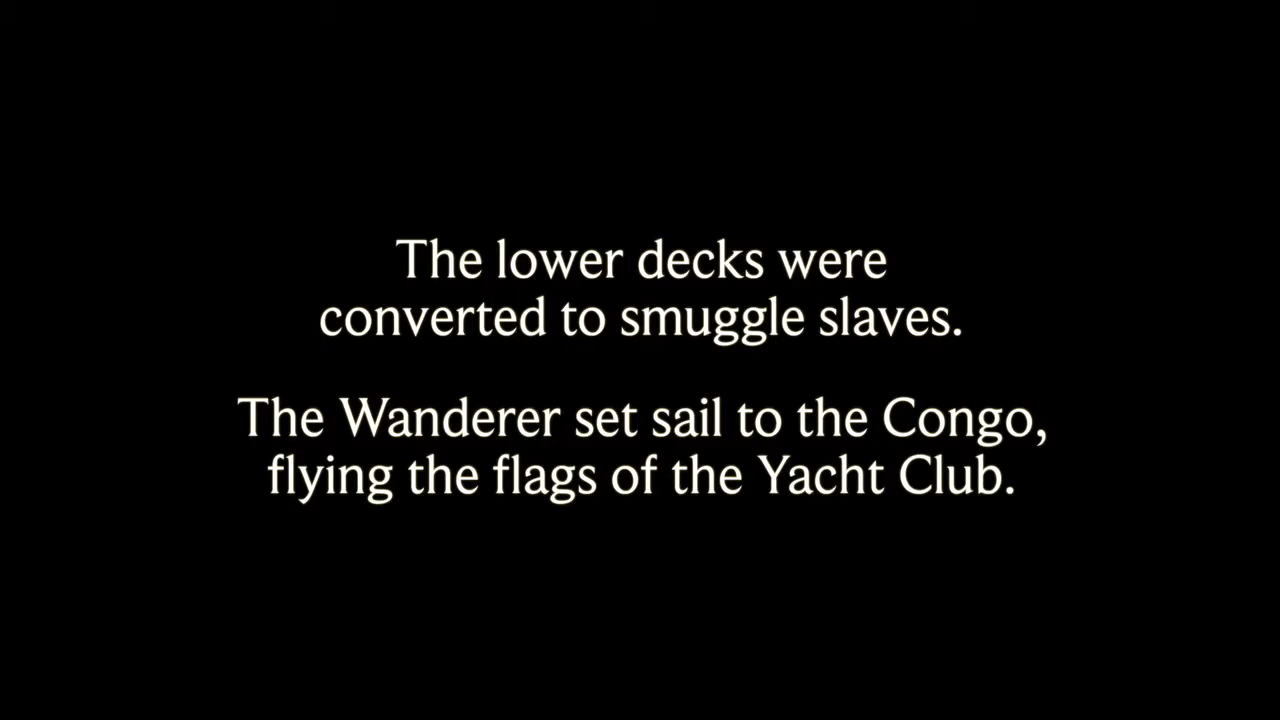 The lower decks were
converted to smuggle slaves.
The Wanderer set sail to the Congo,
flying the flags of the Yacht Club.